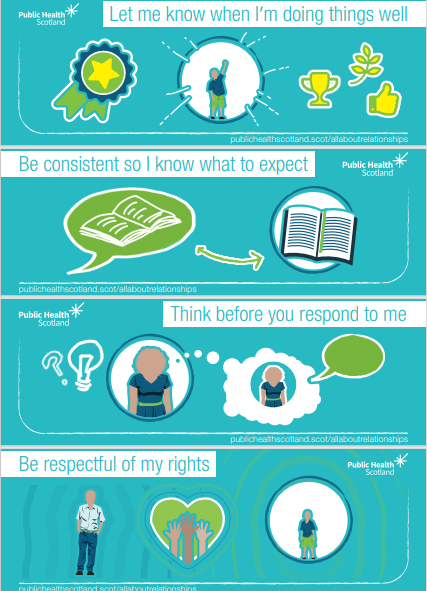 Public Health
Scotland
Let me know when I'm doing things well
publichealthscotland.scot/allaboutrelationships
Be consistent so I know what to expect
Public Health
Scotland
publichealthscotland.scot/allaboutrelationships
Public Health
Scotland
Think before you respond to me
publichealthscotland.scot/allaboutrelationships
Be respectful of my rights
Public Health
Scotland
publichealthscotland.scot/allaboutrelationships